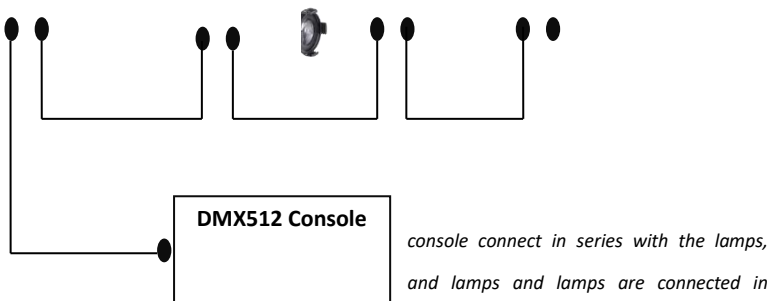 DMX512 Console
console connect in series with the lamps,
and lamps and lamps are connected in